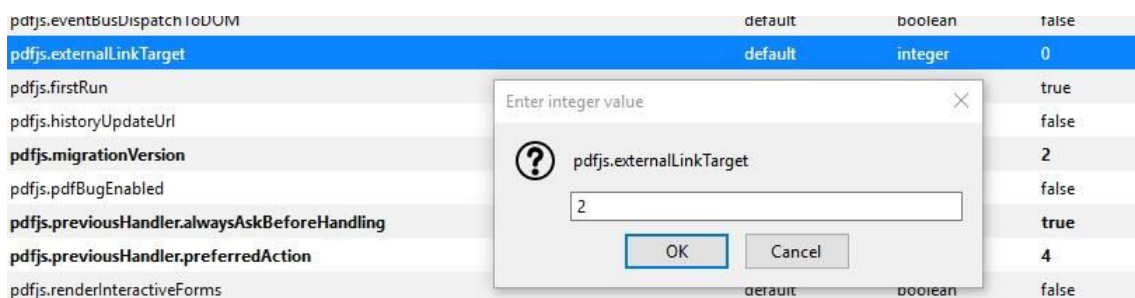 pdfjs.eventBusDispatchToDOM default boolean false
pdfjs.externalLinkTarget default integer 0
pdfjs.firstRun true
Enter integer value
pdfjs.historyUpdateUrl false
pdfjs.migrationVersion 2
pdfjs.externalLinkTarget
pdfjs.pdfBugEnabled false
2
pdfjs.previousHandler.alwaysAskBeforeHandling true
OK Cancel
pdfjs.previousHandler.preferredAction 4
pdfjs.renderInteractiveForms default boolean false